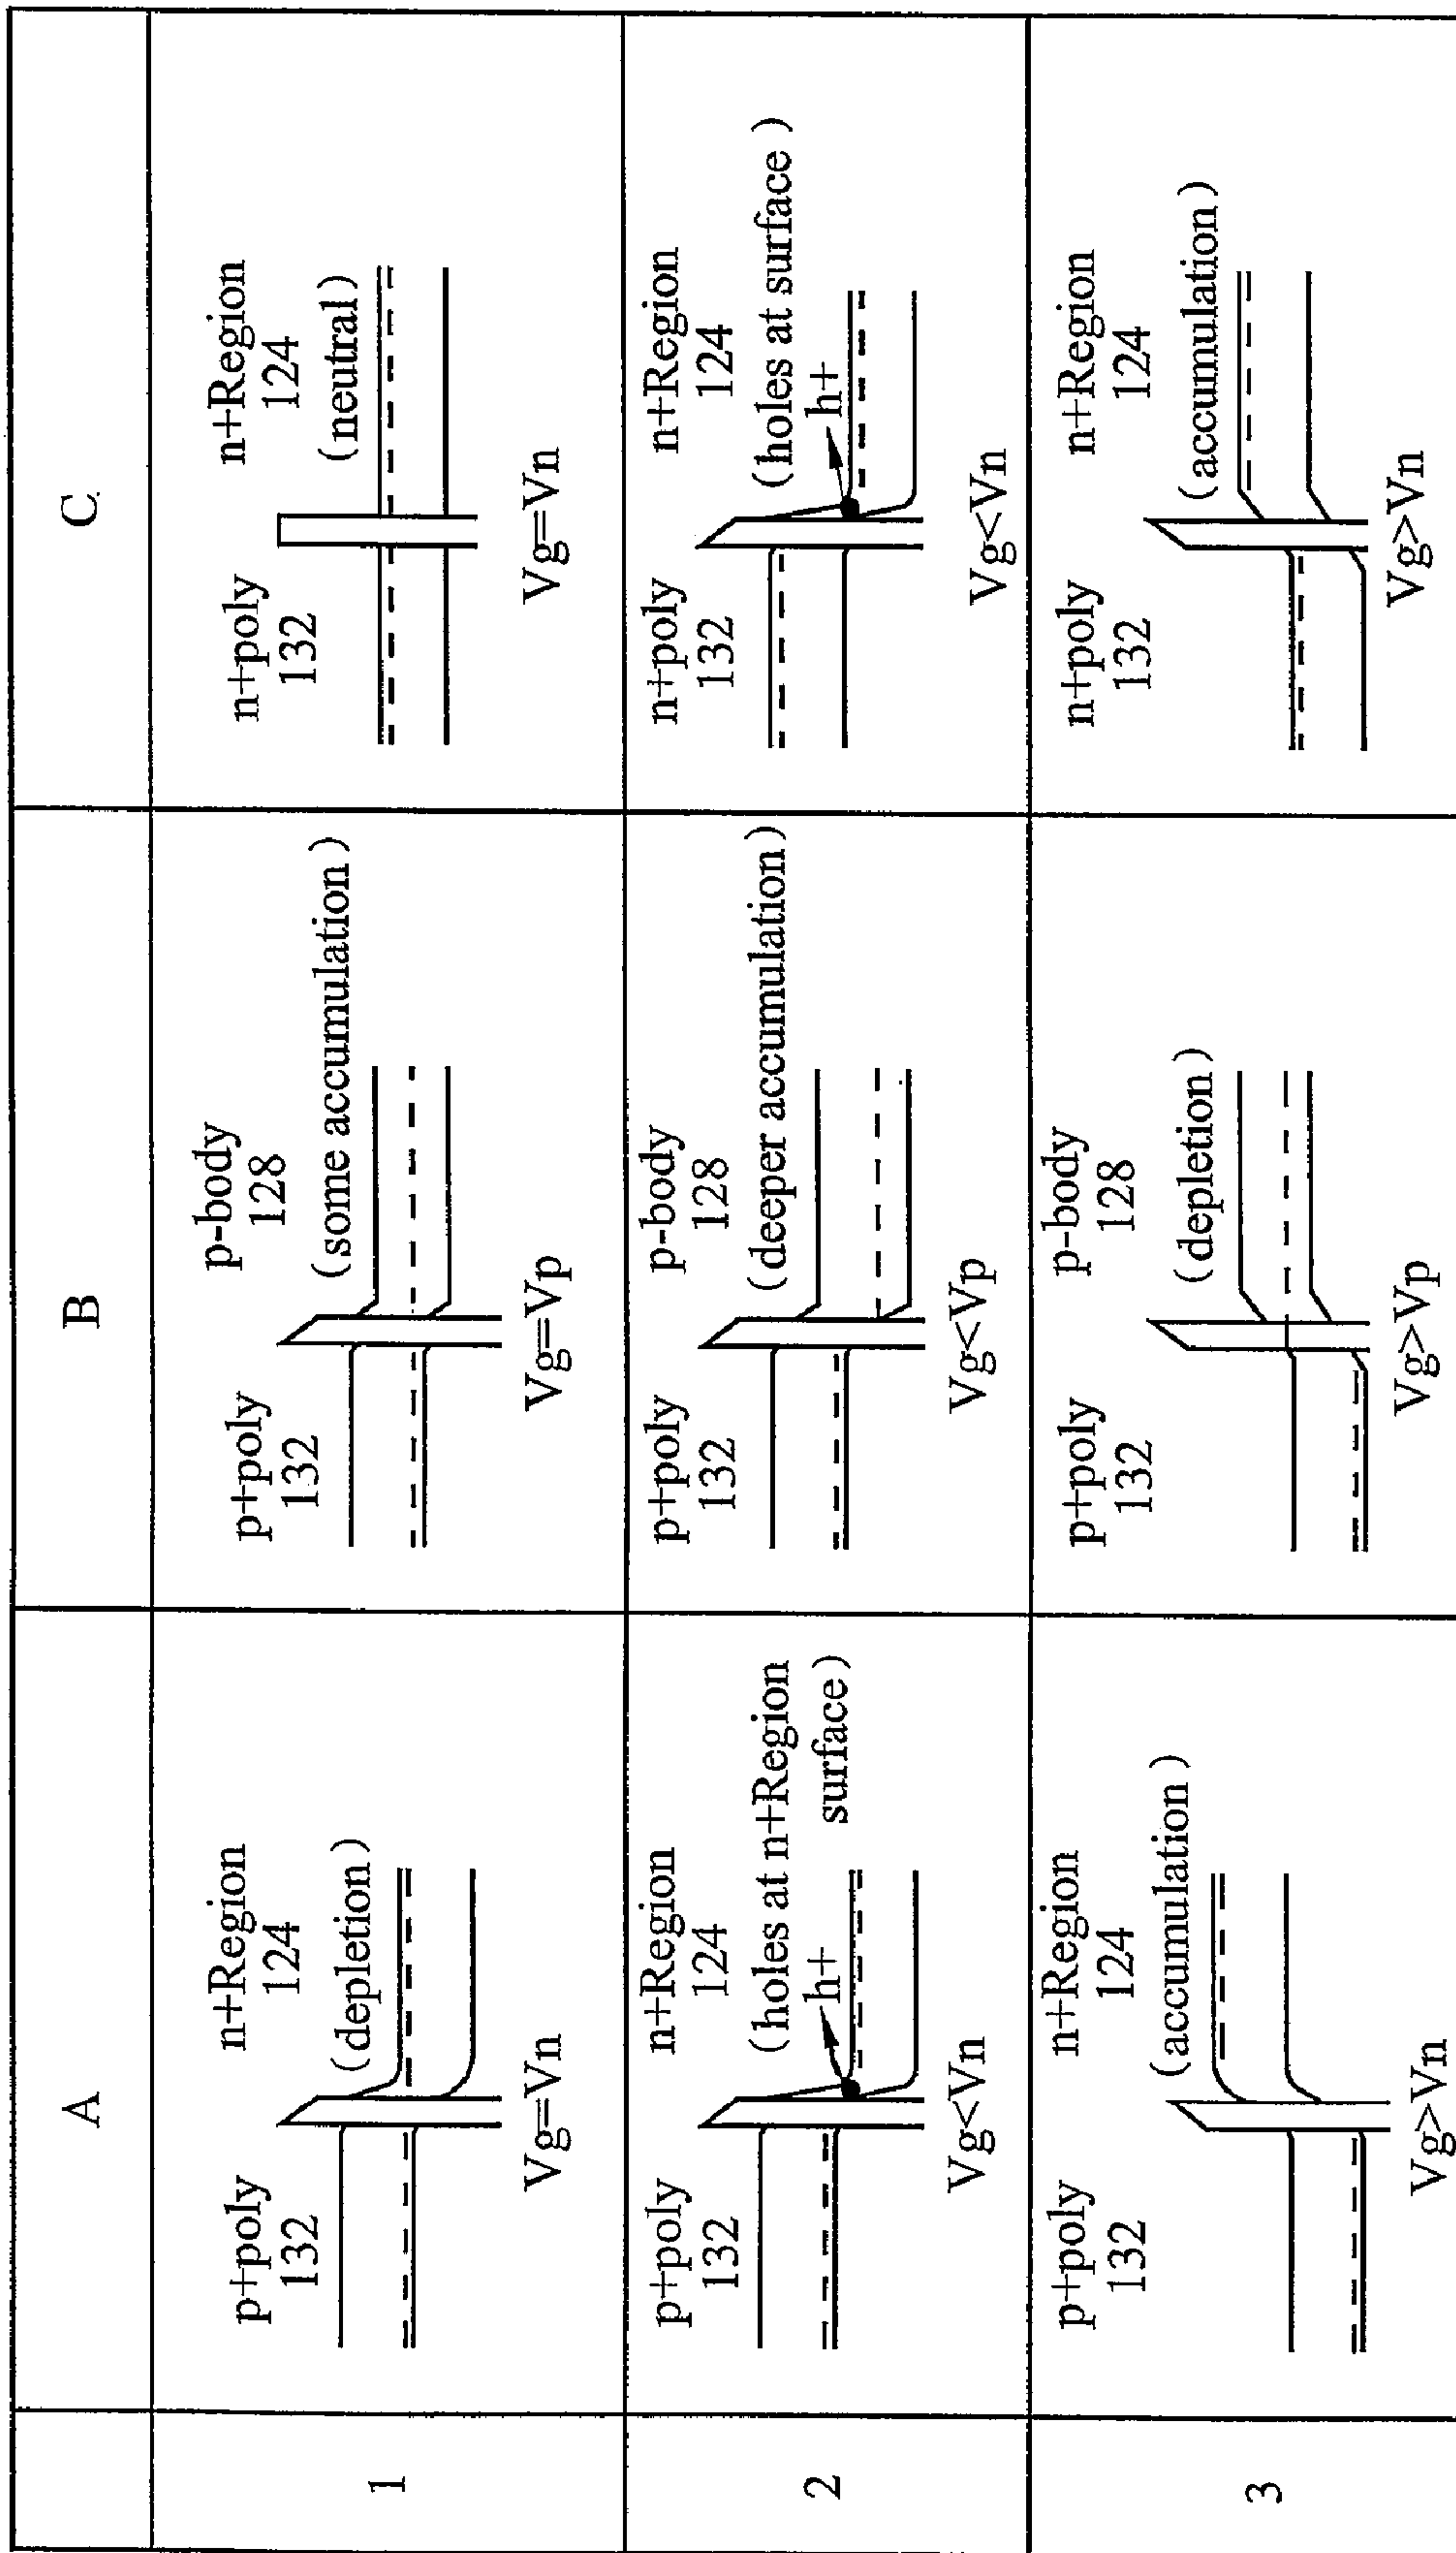 A
B
C
1
p+poly
132
n+Region
124
(depletion)
Vg=Vn
p+poly
132
p-body
128
(some accumulation)
Vg=Vp
n+poly
132
n+Region
124
(neutral)
Vg=Vn
2
p+poly
132
n+Region
124
(holes at n+Region
surface)
h+
Vg<Vn
p+poly
132
p-body
128
(deeper accumulation)
Vg<Vp
n+poly
132
n+Region
124
(holes at surface)
h+
Vg<Vn
3
p+poly
132
n+Region
124
(accumulation)
Vg>Vn
p+poly
132
p-body
128
(depletion)
Vg>Vp
n+poly
132
n+Region
124
(accumulation)
Vg>Vn